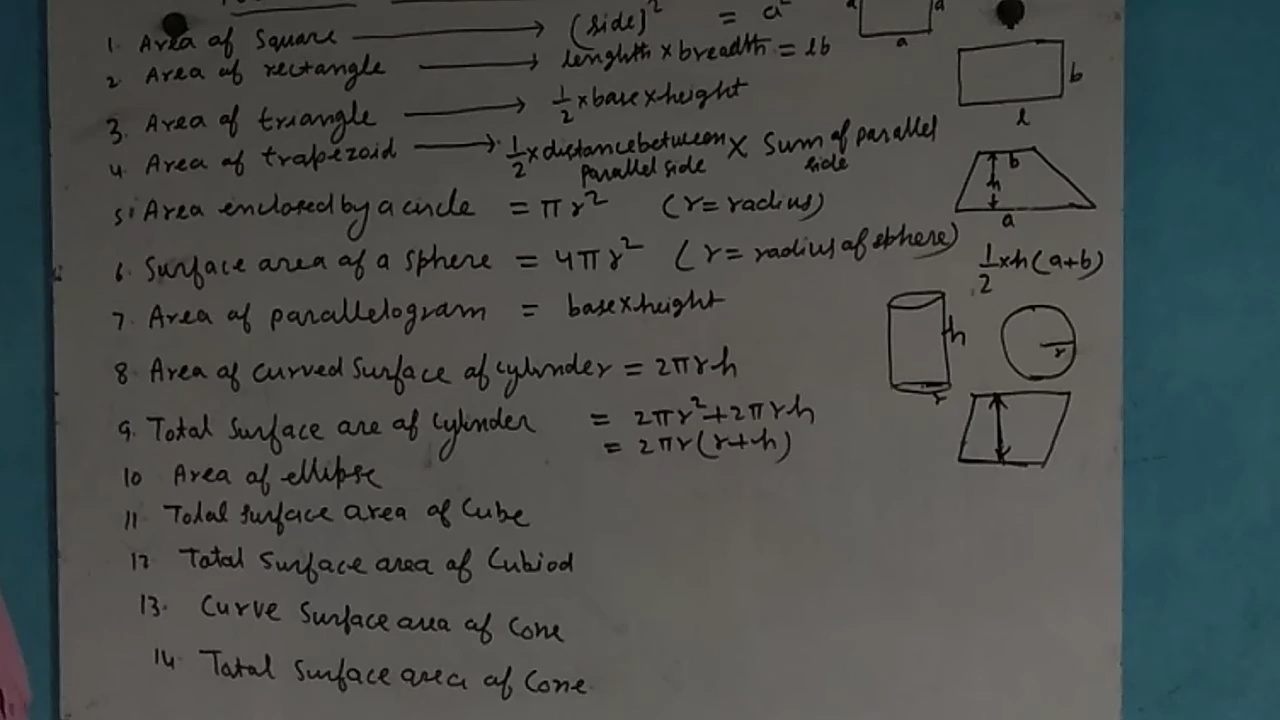 1. Area of Square → (side)² = a²
a
a
a
2 Area of rectangle → lenghth × breadth = lb
b
l
3. Area of triangle → 1/2 × base × height
4 Area of trapezoid → 1/2 × distance between parallel side × Sum of parallel side
b
h
a
1/2 × h (a+b)
5. Area enclosed by a circle = πr² (r = radius)
6. Surface area of a sphere = 4πr² (r = radius of sphere)
7 Area of parallelogram = base × height
h
r
r
8 Area of curved surface of cylinder = 2πrh
9. Total surface are of cylinder = 2πr² + 2πrh
= 2πr(r+h)
10 Area of ellipse
11 Total surface area of Cube
12 Total surface area of Cubiod
13. Curve surface area of Cone
14 Total surface area of Cone